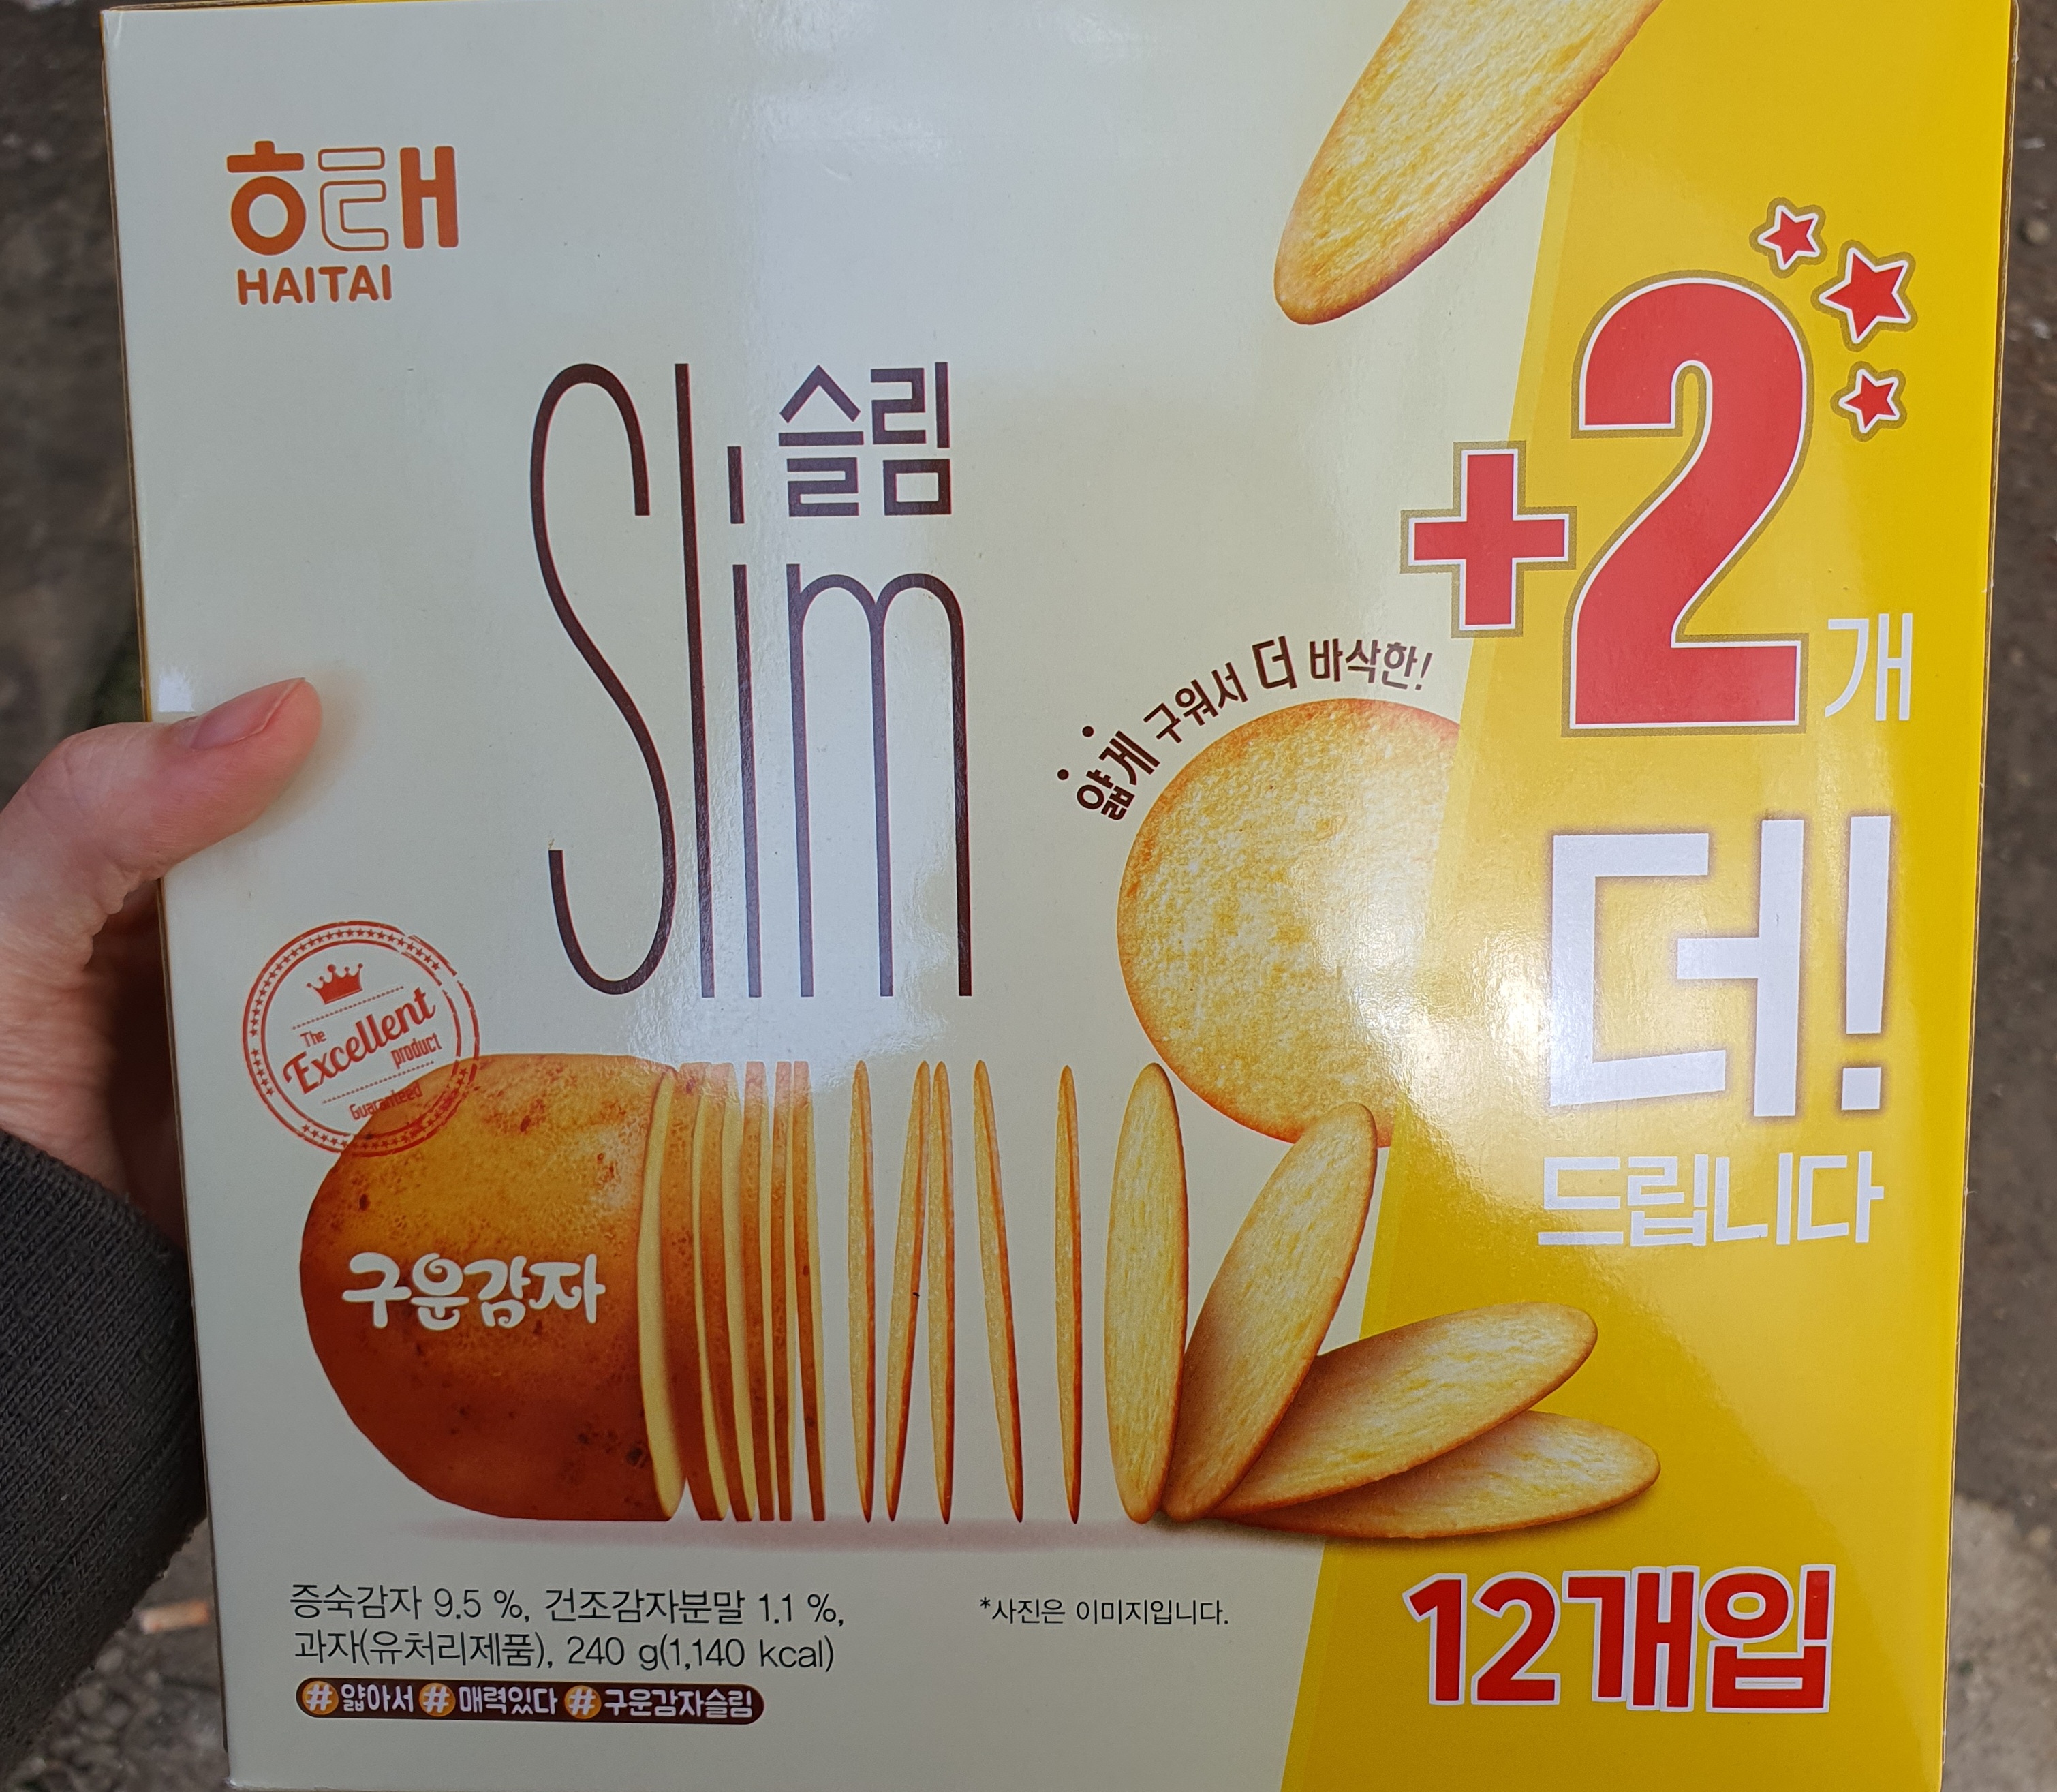 해태
HAITAI
슬림
Slim
+2개
더!
드립니다
얇게 구워서 더 바삭한!
The
Excellent
product
Guaranteed
구운감자
증숙감자 9.5 %, 건조감자분말 1.1 %,
과자(유처리제품), 240 g(1,140 kcal)
*사진은 이미지입니다.
#얇아서 #매력있다 #구운감자슬림
12개입